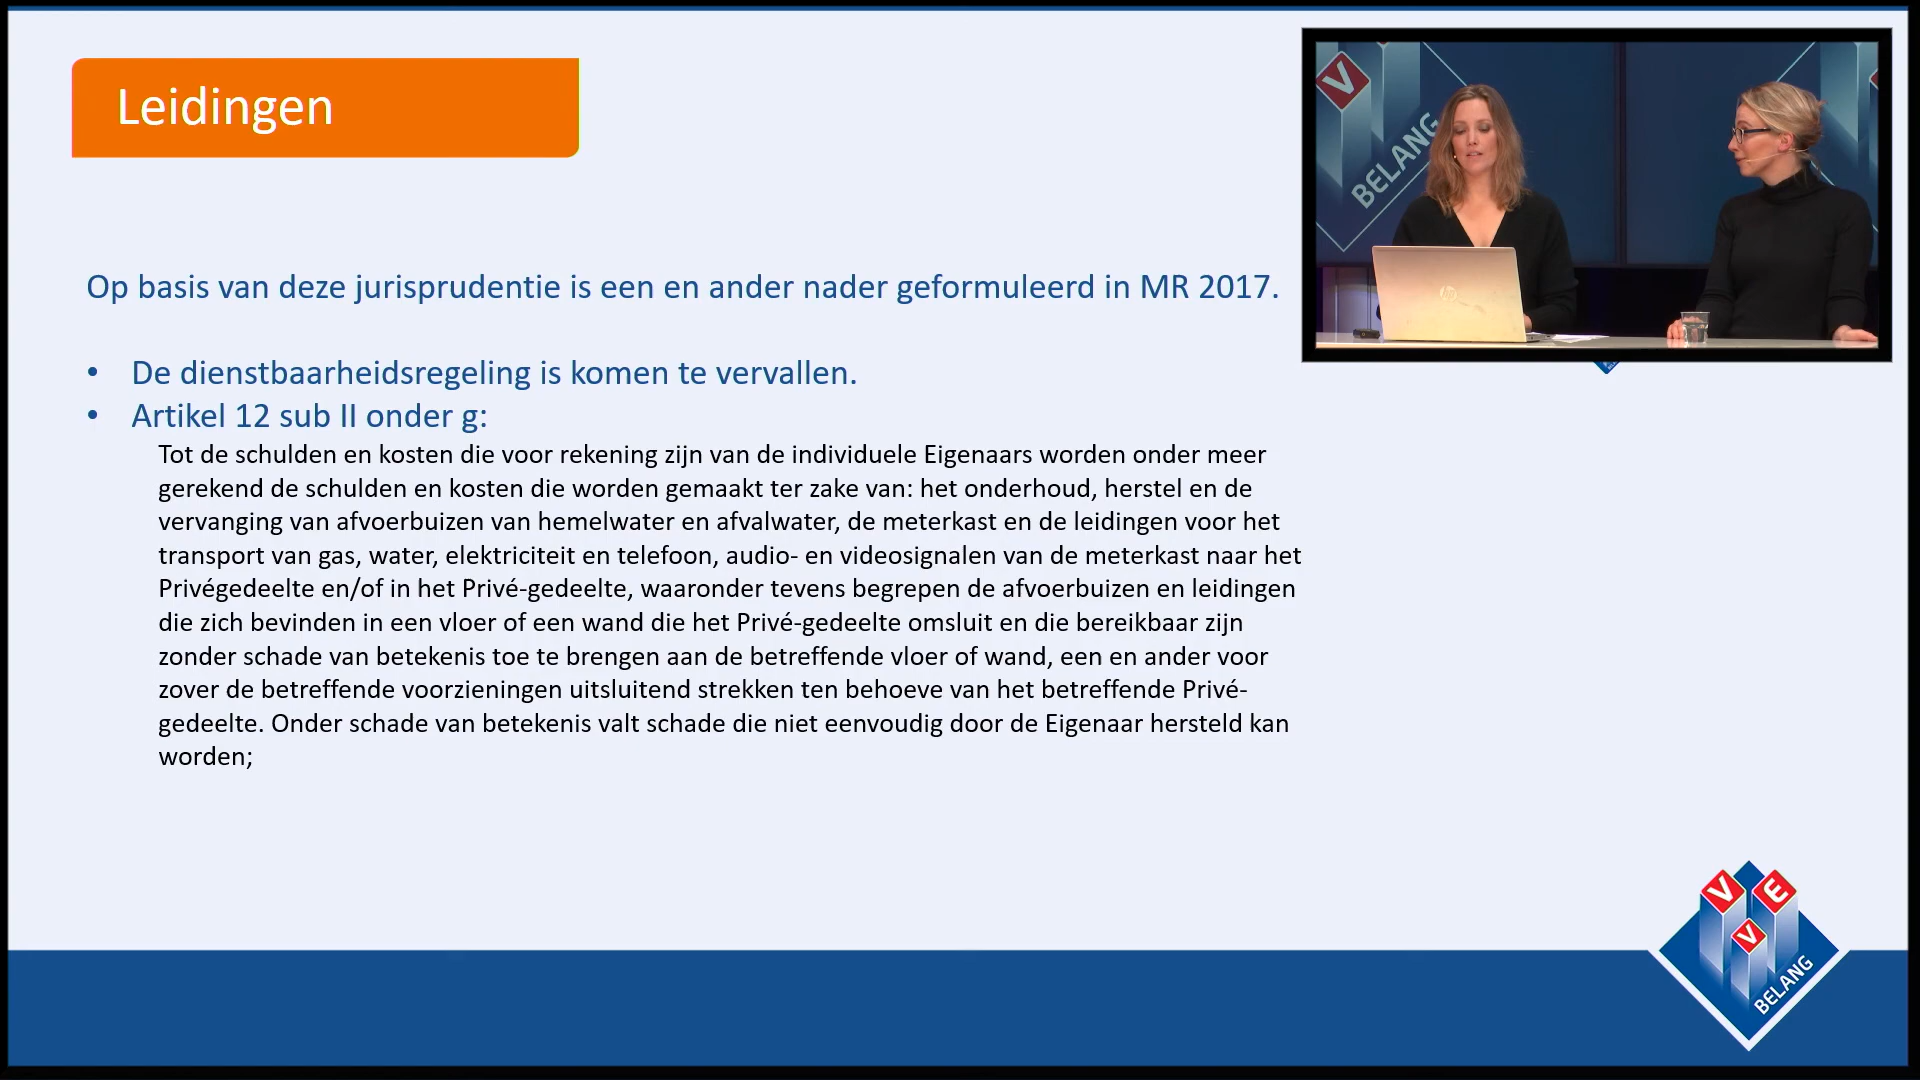 Leidingen
V
BELANG
Op basis van deze jurisprudentie is een en ander nader geformuleerd in MR 2017.
• De dienstbaarheidsregeling is komen te vervallen.
• Artikel 12 sub II onder g:
Tot de schulden en kosten die voor rekening zijn van de individuele Eigenaars worden onder meer
gerekend de schulden en kosten die worden gemaakt ter zake van: het onderhoud, herstel en de
vervanging van afvoerbuizen van hemelwater en afvalwater, de meterkast en de leidingen voor het
transport van gas, water, elektriciteit en telefoon, audio- en videosignalen van de meterkast naar het
Privégedeelte en/of in het Privé-gedeelte, waaronder tevens begrepen de afvoerbuizen en leidingen
die zich bevinden in een vloer of een wand die het Privé-gedeelte omsluit en die bereikbaar zijn
zonder schade van betekenis toe te brengen aan de betreffende vloer of wand, een en ander voor
zover de betreffende voorzieningen uitsluitend strekken ten behoeve van het betreffende Privé-
gedeelte. Onder schade van betekenis valt schade die niet eenvoudig door de Eigenaar hersteld kan
worden;
V E
V
BELANG